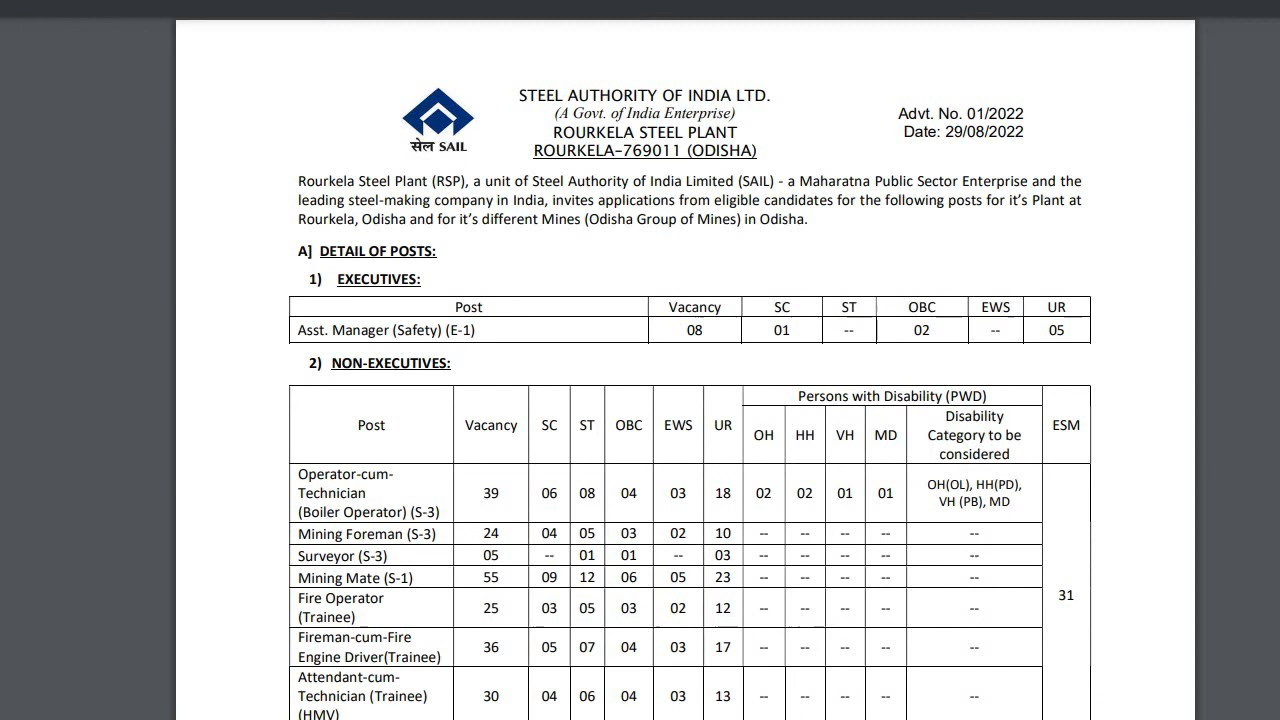 सेल SAIL
STEEL AUTHORITY OF INDIA LTD.
(A Govt. of India Enterprise)
ROURKELA STEEL PLANT
ROURKELA-769011 (ODISHA)
Advt. No. 01/2022
Date: 29/08/2022
Rourkela Steel Plant (RSP), a unit of Steel Authority of India Limited (SAIL) - a Maharatna Public Sector Enterprise and the
leading steel-making company in India, invites applications from eligible candidates for the following posts for it's Plant at
Rourkela, Odisha and for it's different Mines (Odisha Group of Mines) in Odisha.
A] DETAIL OF POSTS:
1) EXECUTIVES:
Post Vacancy SC ST OBC EWS UR
Asst. Manager (Safety) (E-1) 08 01 -- 02 -- 05
2) NON-EXECUTIVES:
Post Vacancy SC ST OBC EWS UR
Persons with Disability (PWD)
OH HH VH MD
Disability
Category to be
considered
ESM
Operator-cum-
Technician
(Boiler Operator) (S-3)
39 06 08 04 03 18 02 02 01 01
OH(OL), HH(PD),
VH (PB), MD
Mining Foreman (S-3) 24 04 05 03 02 10 -- -- -- -- --
Surveyor (S-3) 05 -- 01 01 -- 03 -- -- -- -- --
Mining Mate (S-1) 55 09 12 06 05 23 -- -- -- -- --
31
Fire Operator
(Trainee)
25 03 05 03 02 12 -- -- -- -- --
Fireman-cum-Fire
Engine Driver(Trainee)
36 05 07 04 03 17 -- -- -- -- --
Attendant-cum-
Technician (Trainee)
(HMV)
30 04 06 04 03 13 -- -- -- -- --